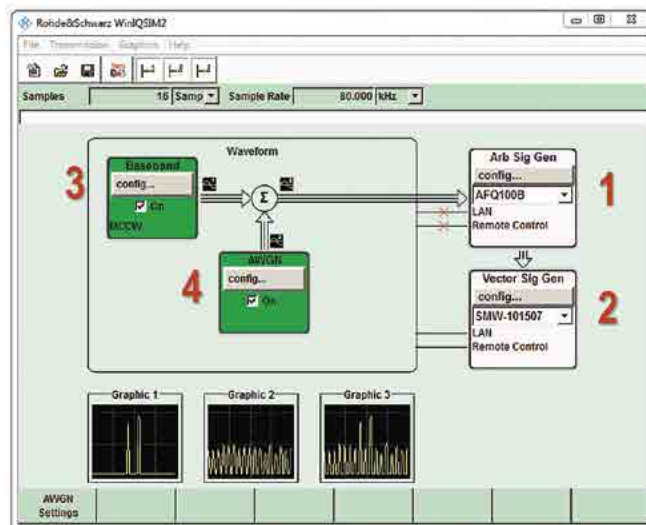 Rohde&Schwarz WinIQSIM2
File Transmission Graphics Help
Samples 16 Samp Sample Rate 80.000 kHz
Waveform
3
Baseband
config...
On
MCCW
Σ
4
AWGN
config...
On
1
Arb Sig Gen
config...
AFQ100B
LAN
Remote Control
2
Vector Sig Gen
config...
SMW-101507
LAN
Remote Control
Graphic 1 Graphic 2 Graphic 3
AWGN
Settings